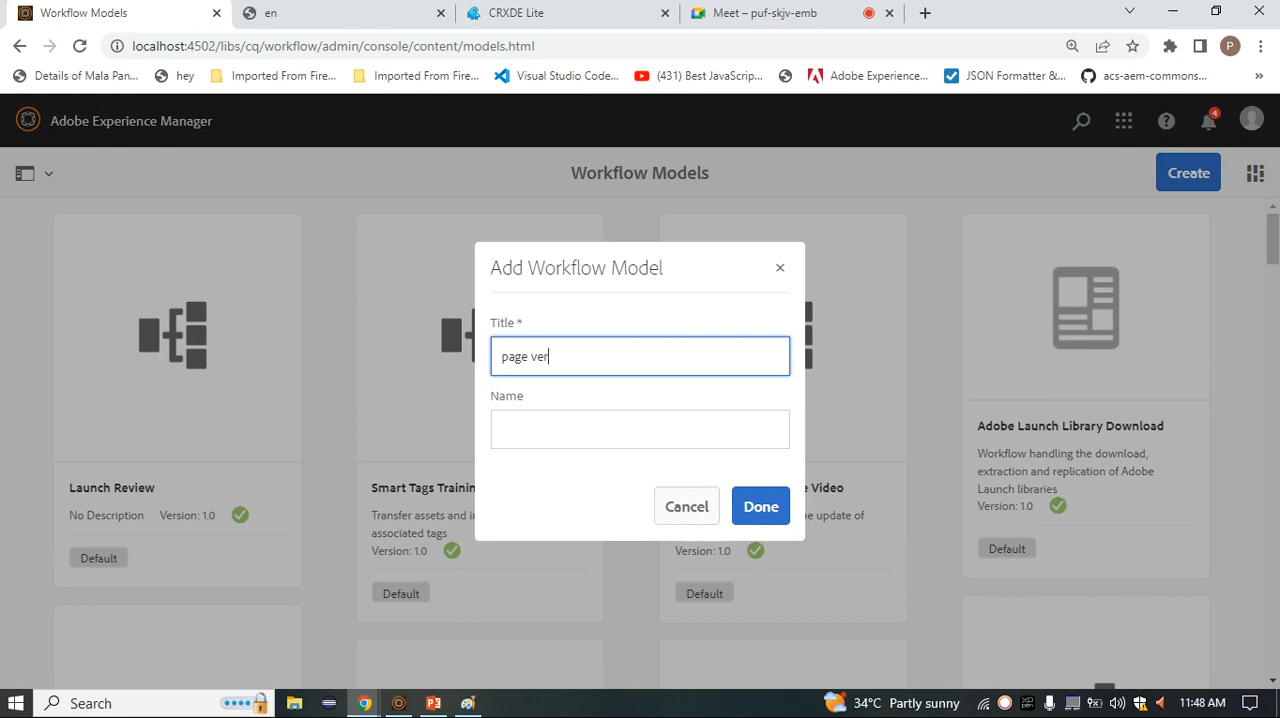 Workflow Models
en
CRXDE Lite
Meet – puf-skjv-emb
localhost:4502/libs/cq/workflow/admin/console/content/models.html
P
Details of Mala Pan...
hey
Imported From Fire...
Imported From Fire...
Visual Studio Code...
(431) Best JavaScrip...
Adobe Experience...
JSON Formatter &...
acs-aem-commons...
»
Adobe Experience Manager
4
Workflow Models
Create
Add Workflow Model
Title *
page ver
Name
Cancel
Done
Launch Review
No Description Version: 1.0
Default
Smart Tags Trainin
Transfer assets and i
associated tags
Version: 1.0
Default
e Video
he update of
Version: 1.0
Default
Adobe Launch Library Download
Workflow handling the download,
extraction and replication of Adobe
Launch libraries
Version: 1.0
Default
Search
34°C Partly sunny
11:48 AM